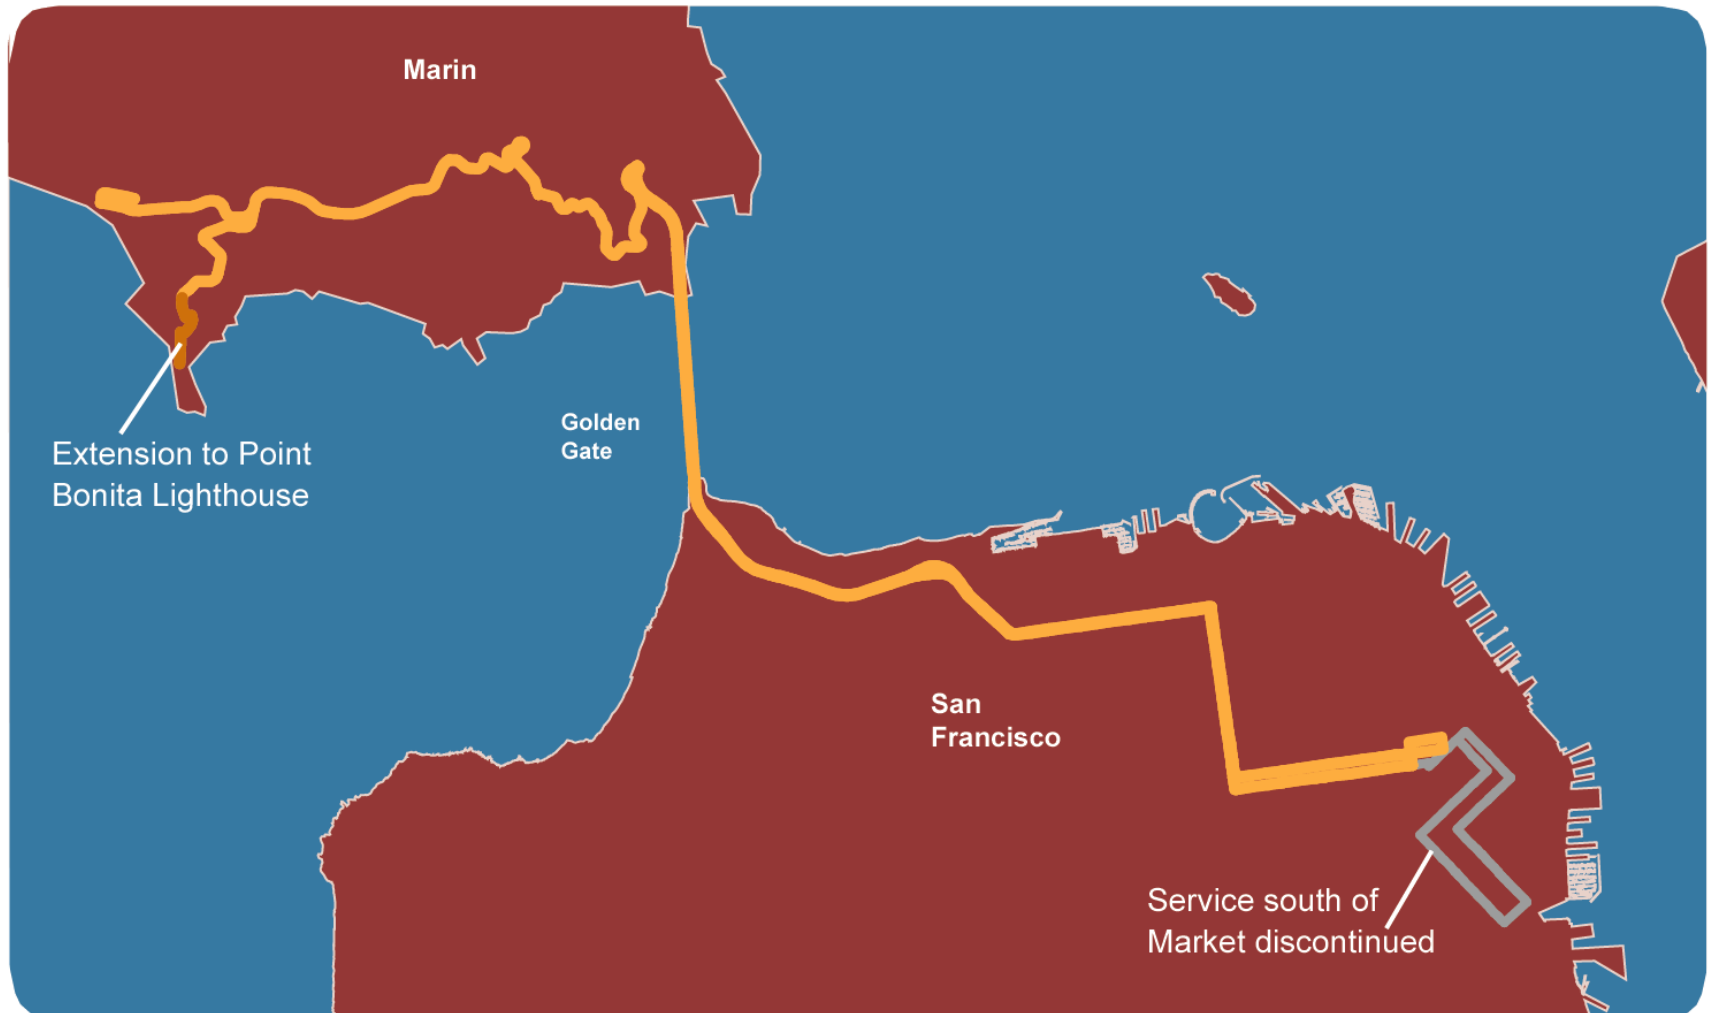 Marin
Extension to Point
Bonita Lighthouse
Golden
Gate
San
Francisco
Service south of
Market discontinued